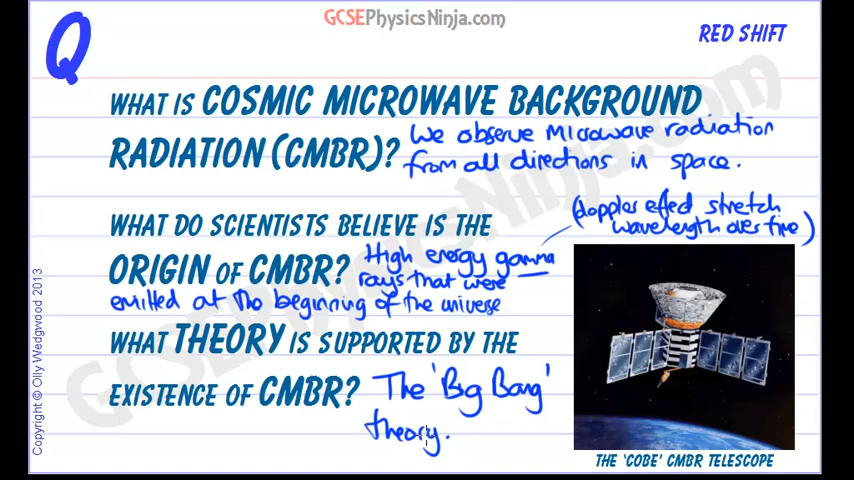 GCSEPhysicsNinja.com
Q
RED SHIFT
WHAT IS COSMIC MICROWAVE BACKGROUND
RADIATION (CMBR)? We observe Microwave radiation
from all directions in space.
(doppler effect stretch
wavelength over time)
WHAT DO SCIENTISTS BELIEVE IS THE
ORIGIN OF CMBR? High energy gamma
rays that were
emitted at the beginning of the universe
WHAT THEORY IS SUPPORTED BY THE
EXISTENCE OF CMBR? The 'Big Bang'
theory.
THE 'COBE' CMBR TELESCOPE
Copyright © Olly Wedgwood 2013
GCSEPhysicsNinja.com